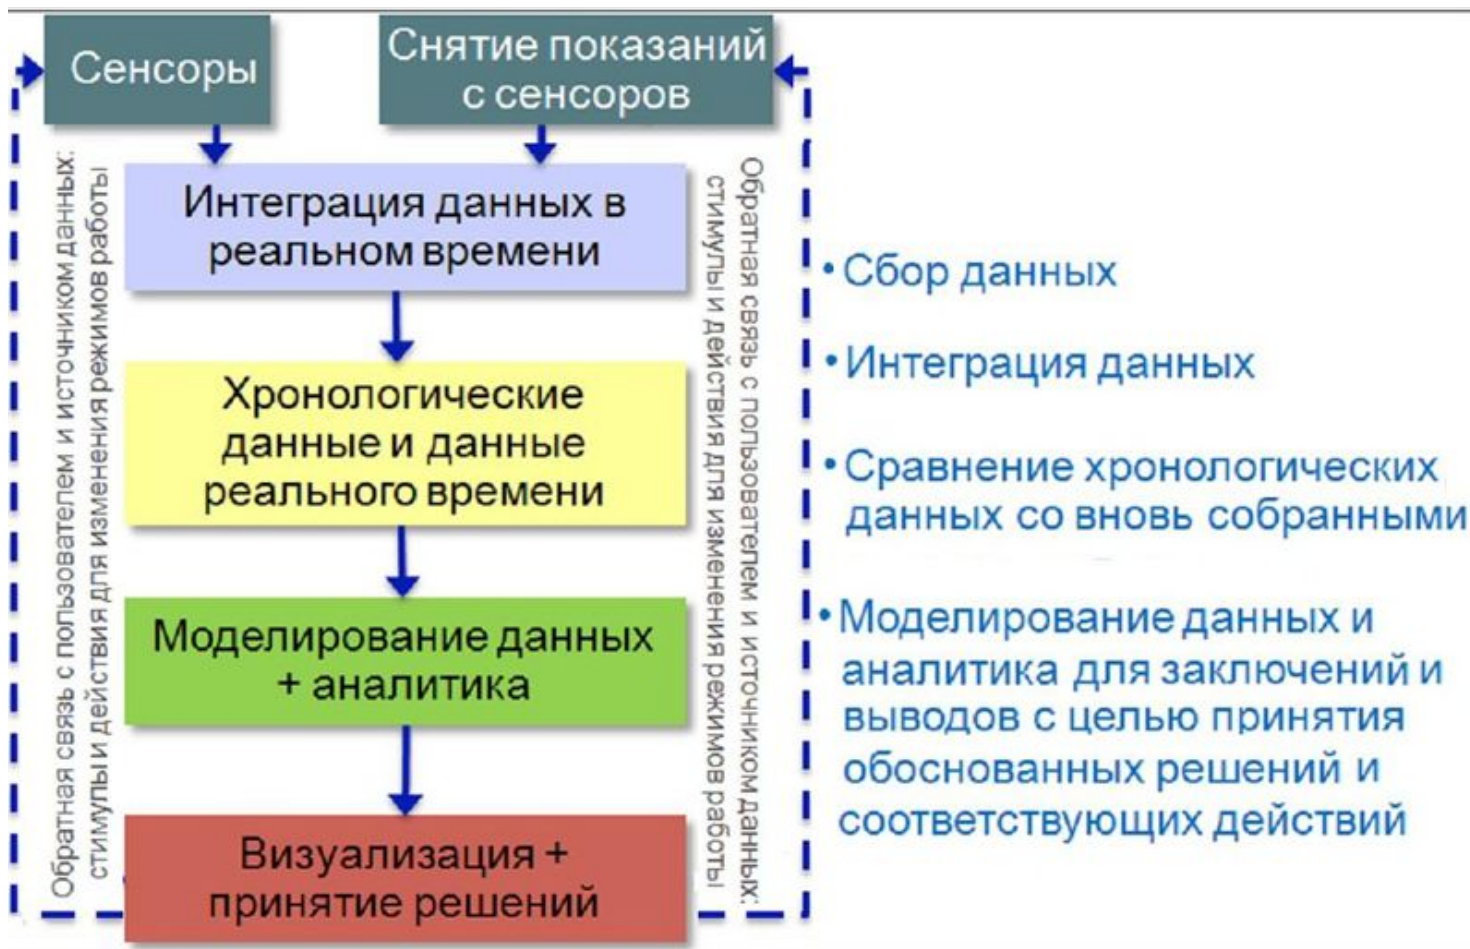 Сенсоры
Снятие показаний
с сенсоров
Интеграция данных в
реальном времени
Хронологические
данные и данные
реального времени
Моделирование данных
+ аналитика
Визуализация +
принятие решений
Обратная связь с пользователем и источником данных:
стимулы и действия для изменения режимов работы
Обратная связь с пользователем и источником данных:
стимулы и действия для изменения режимов работы
• Сбор данных
• Интеграция данных
• Сравнение хронологических
данных со вновь собранными
• Моделирование данных и
аналитика для заключений и
выводов с целью принятия
обоснованных решений и
соответствующих действий